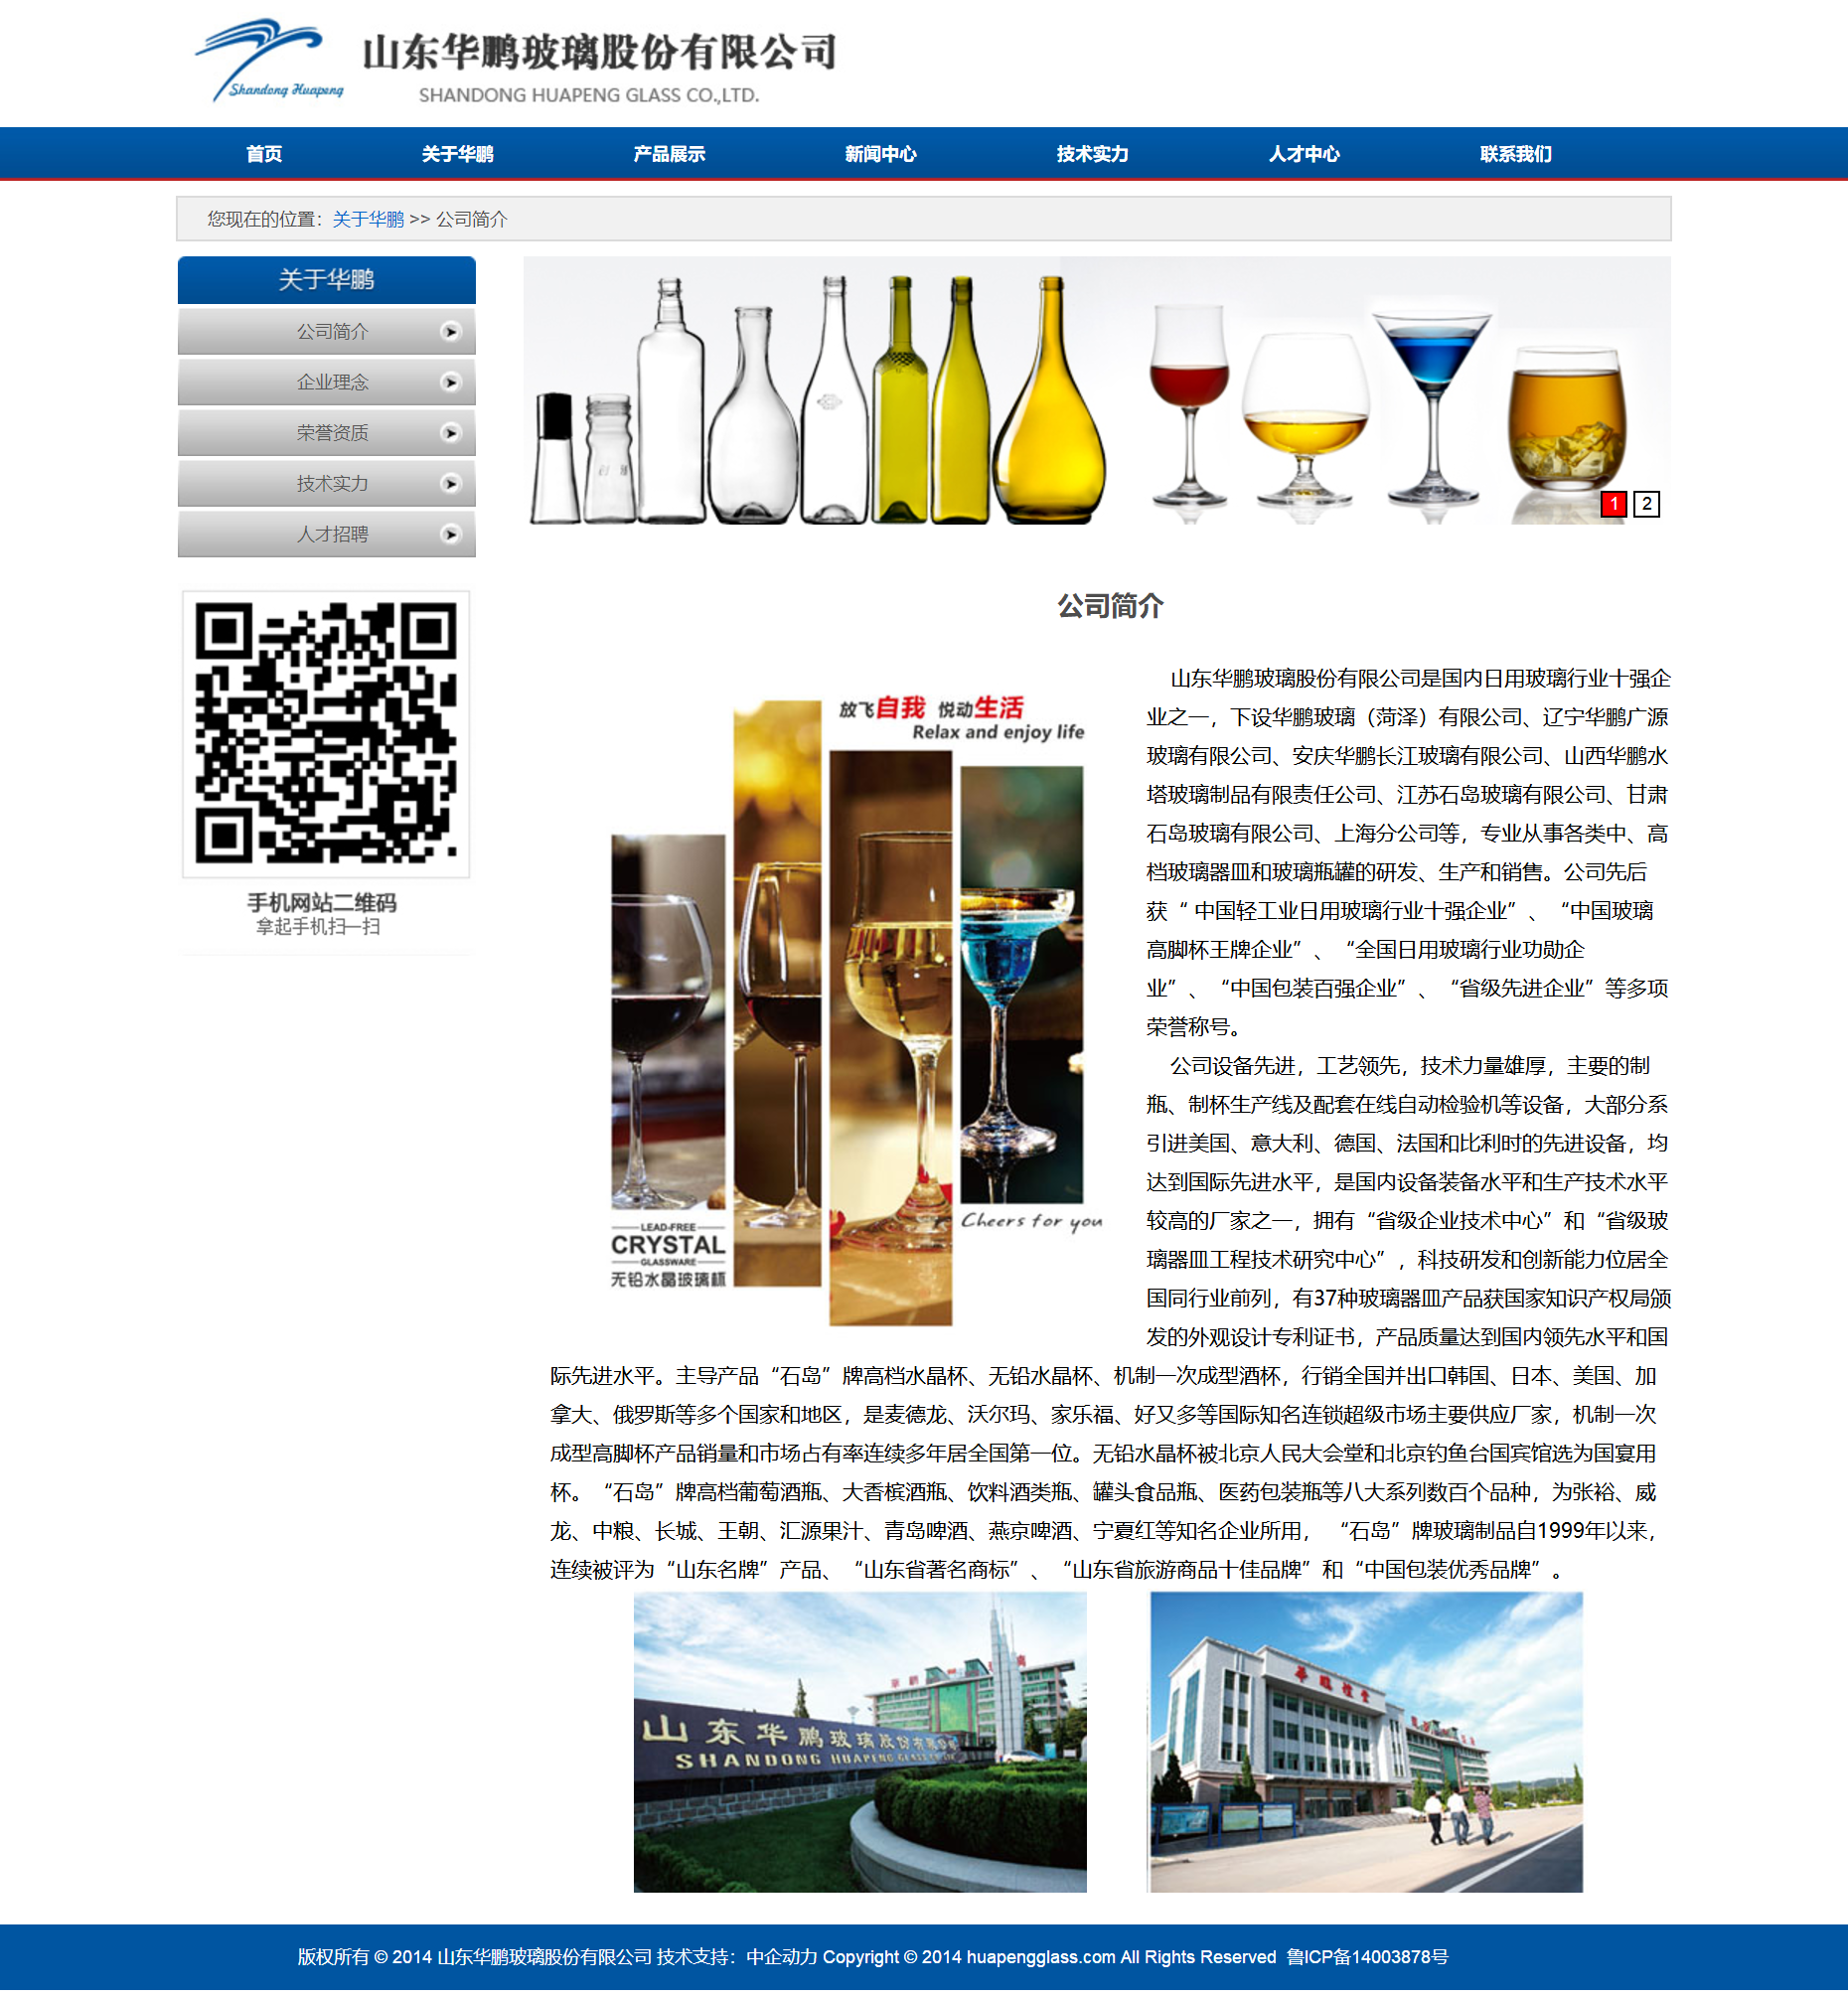 山东华鹏玻璃股份有限公司
Shandong Huapeng
SHANDONG HUAPENG GLASS CO.,LTD.
首页 关于华鹏 产品展示 新闻中心 技术实力 人才中心 联系我们
您现在的位置：关于华鹏 >> 公司简介
关于华鹏
公司简介
企业理念
荣誉资质
技术实力
人才招聘
1 2
手机网站二维码
拿起手机扫一扫
公司简介
放飞自我 悦动生活
Relax and enjoy life
LEAD-FREE
CRYSTAL
GLASSWARE
无铅水晶玻璃杯
Cheers for you
山东华鹏玻璃股份有限公司是国内日用玻璃行业十强企
业之一，下设华鹏玻璃（菏泽）有限公司、辽宁华鹏广源
玻璃有限公司、安庆华鹏长江玻璃有限公司、山西华鹏水
塔玻璃制品有限责任公司、江苏石岛玻璃有限公司、甘肃
石岛玻璃有限公司、上海分公司等，专业从事各类中、高
档玻璃器皿和玻璃瓶罐的研发、生产和销售。公司先后
获“ 中国轻工业日用玻璃行业十强企业”、“中国玻璃
高脚杯王牌企业”、“全国日用玻璃行业功勋企
业”、“中国包装百强企业”、“省级先进企业”等多项
荣誉称号。
公司设备先进，工艺领先，技术力量雄厚，主要的制
瓶、制杯生产线及配套在线自动检验机等设备，大部分系
引进美国、意大利、德国、法国和比利时的先进设备，均
达到国际先进水平，是国内设备装备水平和生产技术水平
较高的厂家之一，拥有“省级企业技术中心”和“省级玻
璃器皿工程技术研究中心”，科技研发和创新能力位居全
国同行业前列，有37种玻璃器皿产品获国家知识产权局颁
发的外观设计专利证书，产品质量达到国内领先水平和国
际先进水平。主导产品“石岛”牌高档水晶杯、无铅水晶杯、机制一次成型酒杯，行销全国并出口韩国、日本、美国、加
拿大、俄罗斯等多个国家和地区，是麦德龙、沃尔玛、家乐福、好又多等国际知名连锁超级市场主要供应厂家，机制一次
成型高脚杯产品销量和市场占有率连续多年居全国第一位。无铅水晶杯被北京人民大会堂和北京钓鱼台国宾馆选为国宴用
杯。“石岛”牌高档葡萄酒瓶、大香槟酒瓶、饮料酒类瓶、罐头食品瓶、医药包装瓶等八大系列数百个品种，为张裕、威
龙、中粮、长城、王朝、汇源果汁、青岛啤酒、燕京啤酒、宁夏红等知名企业所用， “石岛”牌玻璃制品自1999年以来，
连续被评为“山东名牌”产品、“山东省著名商标”、“山东省旅游商品十佳品牌”和“中国包装优秀品牌”。
山东华鹏玻璃股份有限公司
SHANDONG HUAPENG GLASS CO.,LTD.
华鹏礼堂
版权所有 © 2014 山东华鹏玻璃股份有限公司 技术支持：中企动力 Copyright © 2014 huapengglass.com All Rights Reserved 鲁ICP备14003878号